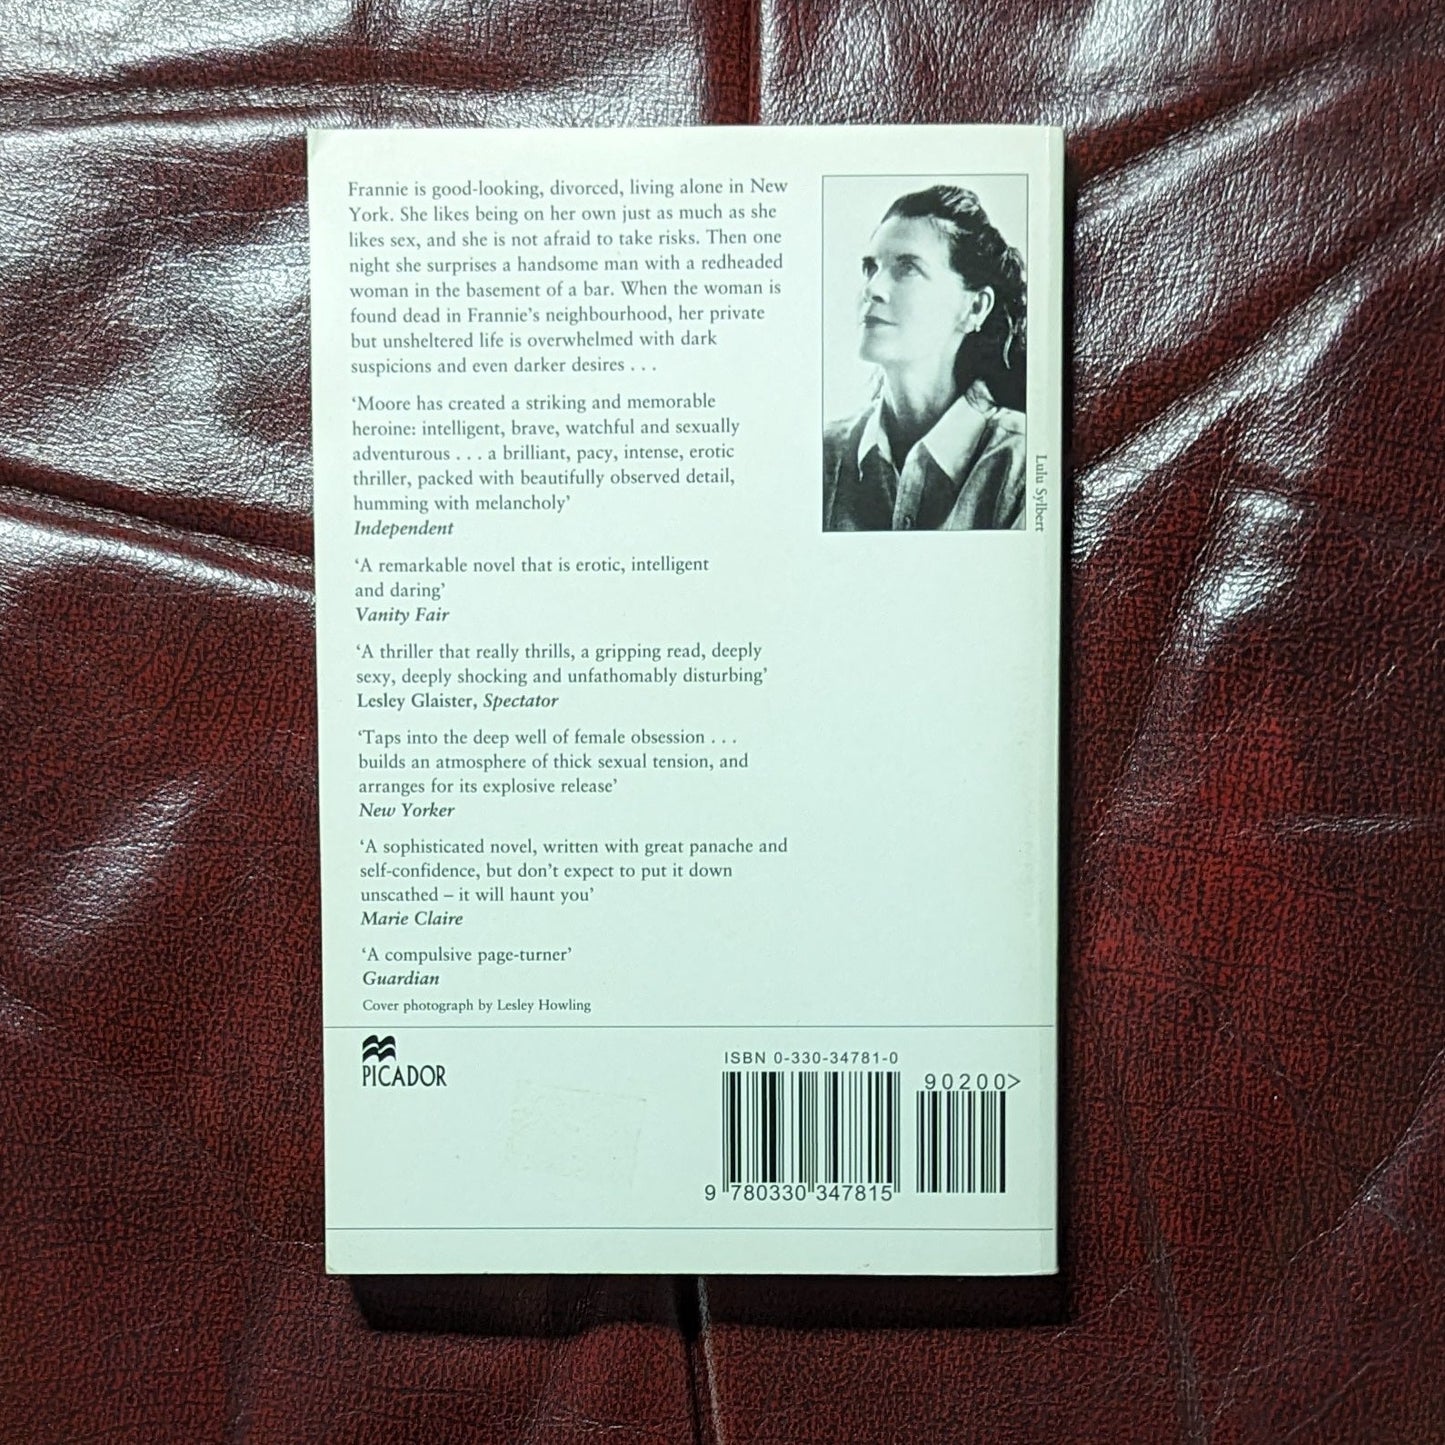 Frannie is good-looking, divorced, living alone in New
York. She likes being on her own just as much as she
likes sex, and she is not afraid to take risks. Then one
night she surprises a handsome man with a redheaded
woman in the basement of a bar. When the woman is
found dead in Frannie's neighbourhood, her private
but unsheltered life is overwhelmed with dark
suspicions and even darker desires . . .
‘Moore has created a striking and memorable
heroine: intelligent, brave, watchful and sexually
adventurous . . . a brilliant, pacy, intense, erotic
thriller, packed with beautifully observed detail,
humming with melancholy’
Independent
‘A remarkable novel that is erotic, intelligent
and daring’
Vanity Fair
‘A thriller that really thrills, a gripping read, deeply
sexy, deeply shocking and unfathomably disturbing’
Lesley Glaister, Spectator
‘Taps into the deep well of female obsession . . .
builds an atmosphere of thick sexual tension, and
arranges for its explosive release’
New Yorker
‘A sophisticated novel, written with great panache and
self-confidence, but don’t expect to put it down
unscathed – it will haunt you’
Marie Claire
‘A compulsive page-turner’
Guardian
Cover photograph by Lesley Howling
Lulu Sylbert
PICADOR
ISBN 0-330-34781-0
90200>
9 780330 347815